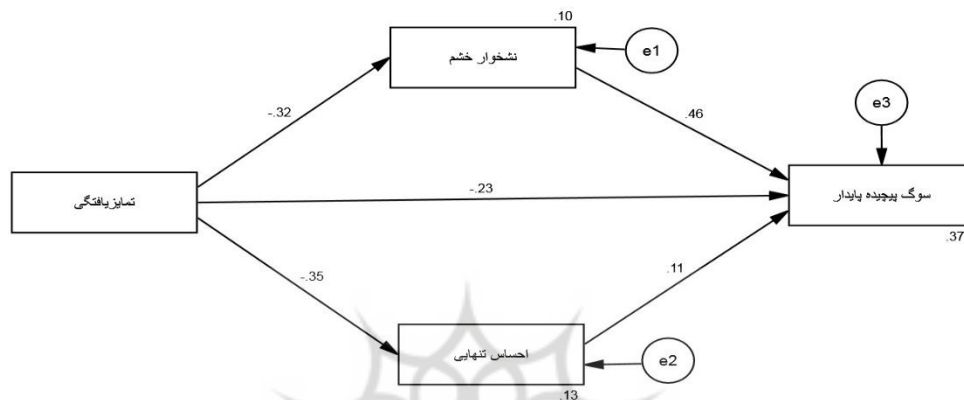 .10
نشخوار خشم
e1
-.32
.46
e3
تمایزیافتگی
-.23
سوگ پیچیده پایدار
.37
-.35
.11
احساس تنهایی
e2
.13